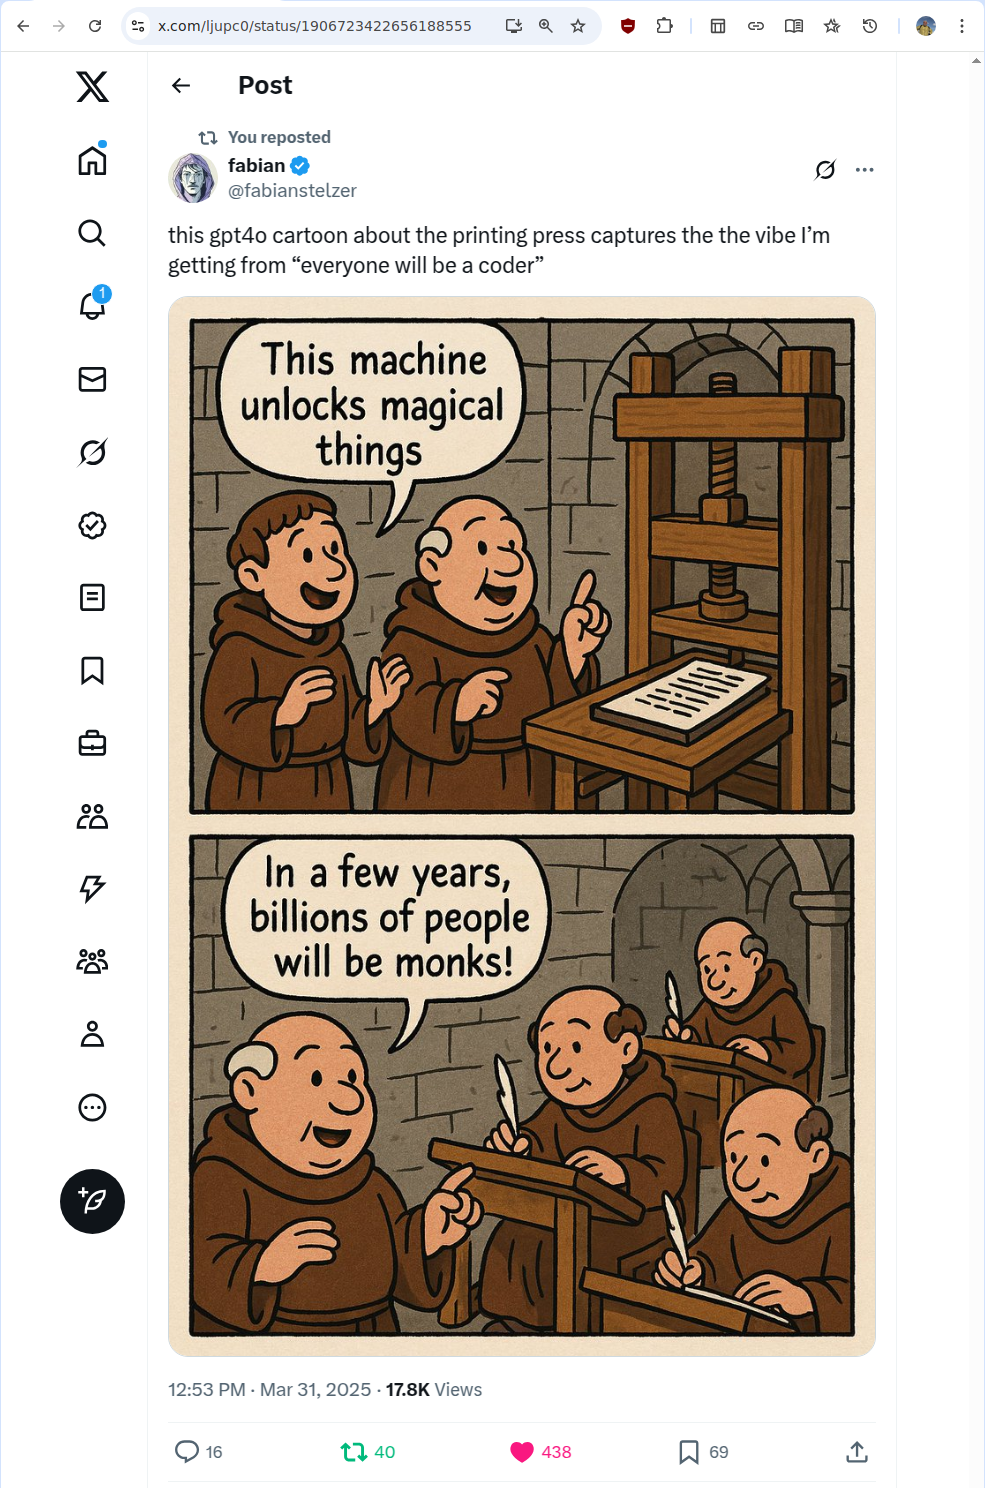 x.com/ljupc0/status/1906723422656188555
Post
You reposted
fabian
@fabianstelzer
this gpt4o cartoon about the printing press captures the the vibe I’m
getting from “everyone will be a coder”
1
This machine
unlocks magical
things
In a few years,
billions of people
will be monks!
12:53 PM · Mar 31, 2025 · 17.8K Views
16 40 438 69